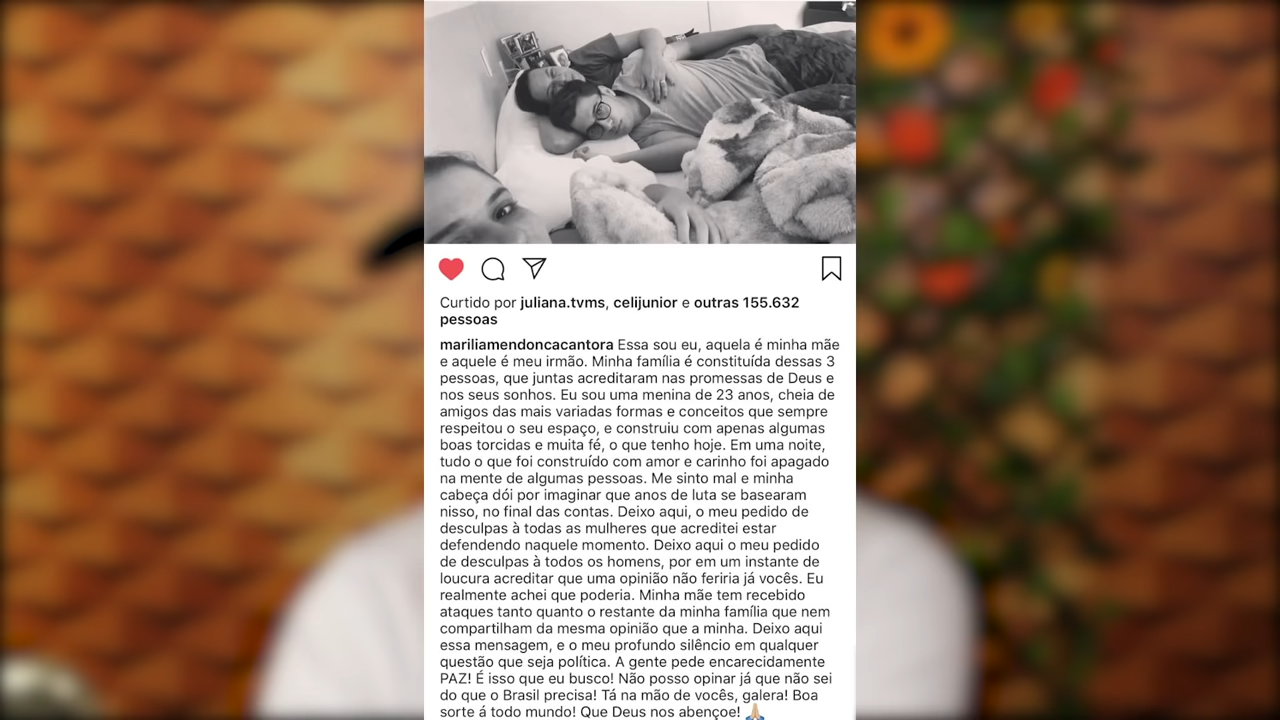 Curtido por juliana.tvms, celijunior e outras 155.632
pessoas
mariliamendoncacantora Essa sou eu, aquela é minha mãe
e aquele é meu irmão. Minha família é constituída dessas 3
pessoas, que juntas acreditaram nas promessas de Deus e
nos seus sonhos. Eu sou uma menina de 23 anos, cheia de
amigos das mais variadas formas e conceitos que sempre
respeitou o seu espaço, e construiu com apenas algumas
boas torcidas e muita fé, o que tenho hoje. Em uma noite,
tudo o que foi construído com amor e carinho foi apagado
na mente de algumas pessoas. Me sinto mal e minha
cabeça dói por imaginar que anos de luta se basearam
nisso, no final das contas. Deixo aqui, o meu pedido de
desculpas à todas as mulheres que acreditei estar
defendendo naquele momento. Deixo aqui o meu pedido
de desculpas à todos os homens, por em um instante de
loucura acreditar que uma opinião não feriria já vocês. Eu
realmente achei que poderia. Minha mãe tem recebido
ataques tanto quanto o restante da minha família que nem
compartilham da mesma opinião que a minha. Deixo aqui
essa mensagem, e o meu profundo silêncio em qualquer
questão que seja política. A gente pede encarecidamente
PAZ! É isso que eu busco! Não posso opinar já que não sei
do que o Brasil precisa! Tá na mão de vocês, galera! Boa
sorte á todo mundo! Que Deus nos abençoe! 🙏🏼